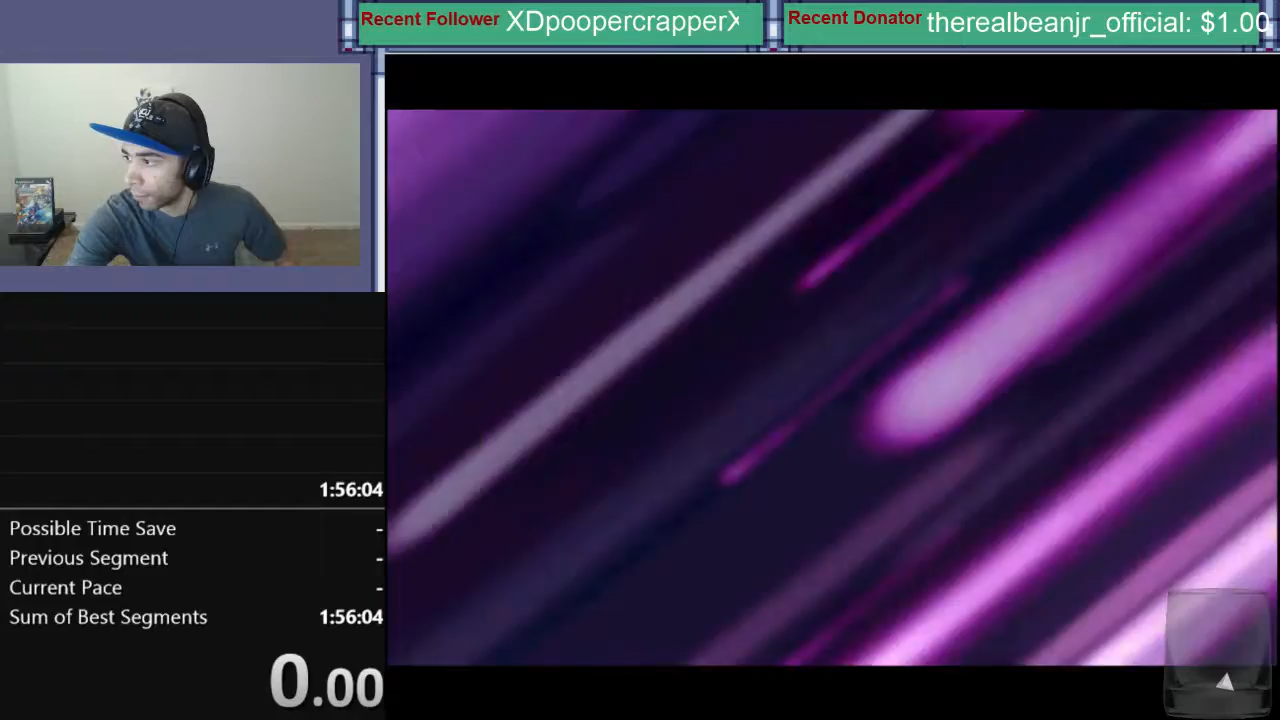 Recent Follower XDpoopercrapperX
Recent Donator therealbeanjr_official: $1.00
1:56:04
Possible Time Save -
Previous Segment -
Current Pace -
Sum of Best Segments 1:56:04
0.00